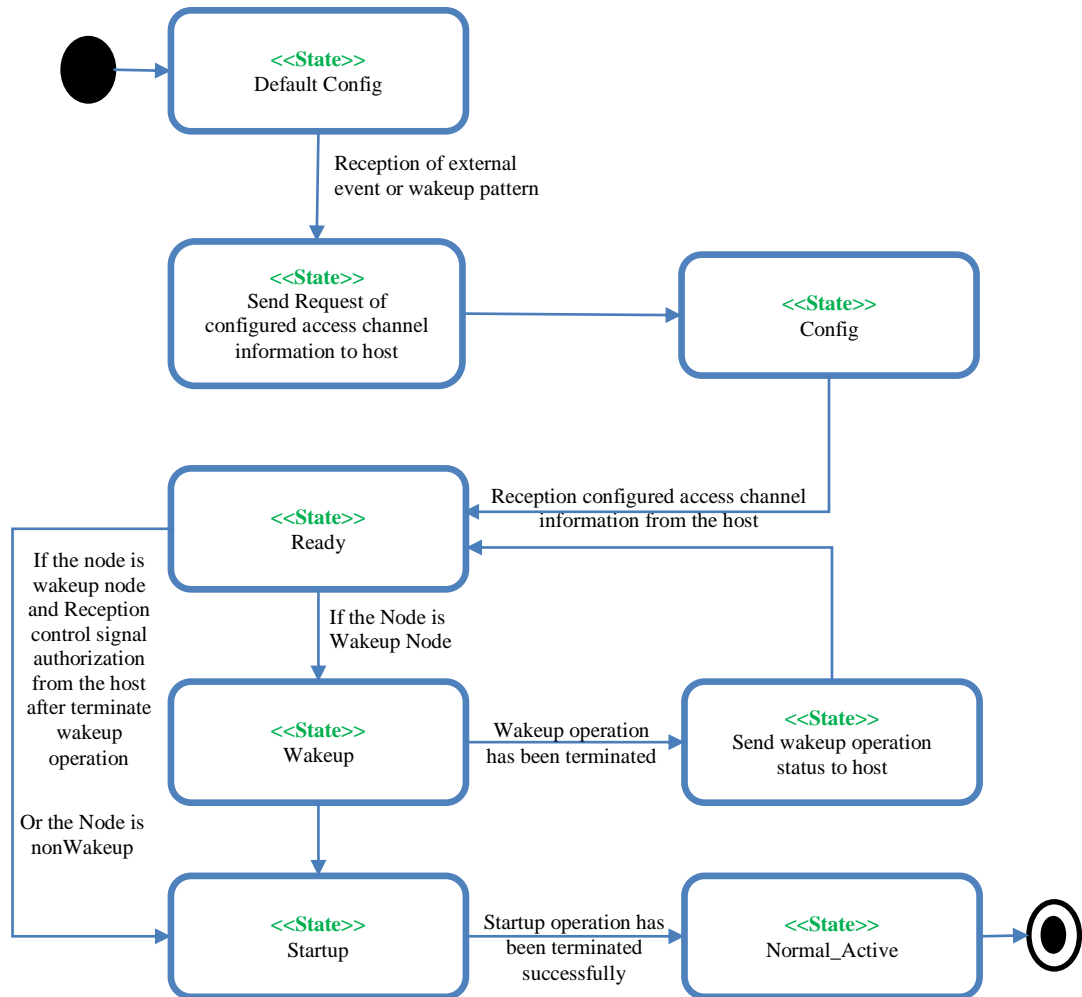 <<State>>
Default Config
Reception of external
event or wakeup pattern
<<State>>
Send Request of
configured access channel
information to host
<<State>>
Config
<<State>>
Ready
Reception configured access channel
information from the host
If the node is
wakeup node
and Reception
control signal
authorization
from the host
after terminate
wakeup
operation
Or the Node is
nonWakeup
If the Node is
Wakeup Node
<<State>>
Wakeup
Wakeup operation
has been terminated
<<State>>
Send wakeup operation
status to host
<<State>>
Startup
Startup operation has
been terminated
successfully
<<State>>
Normal_Active